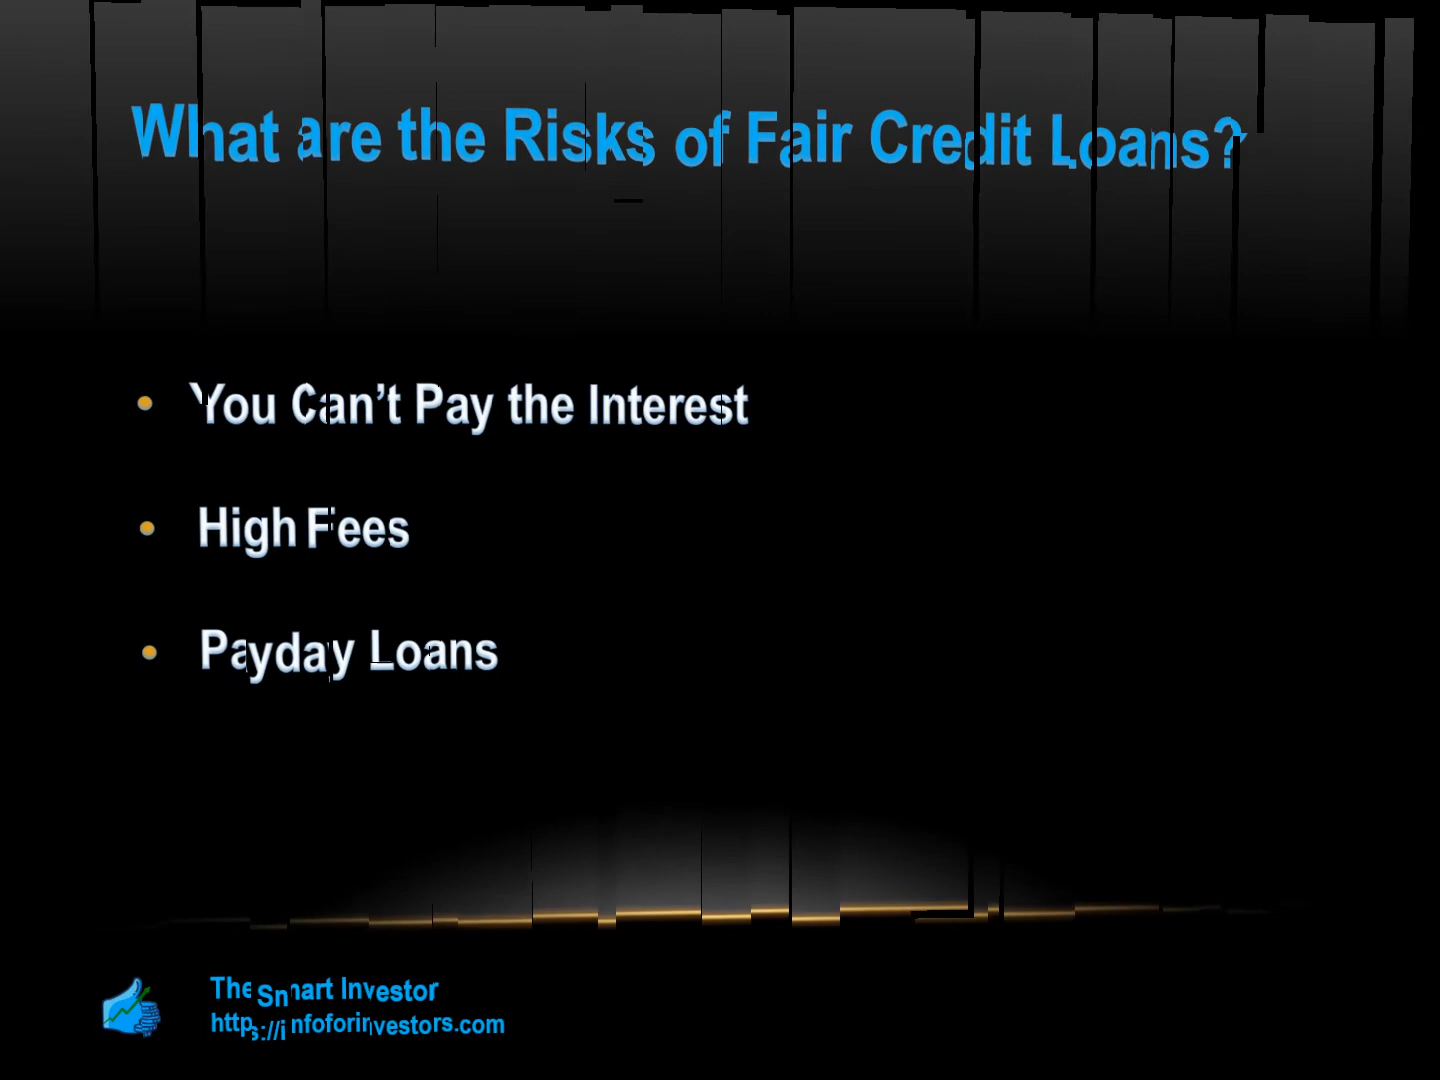 What are the Risks of Fair Credit Loans?
• You Can’t Pay the Interest
• High Fees
• Payday Loans
The Smart Investor
https://infoforinvestors.com